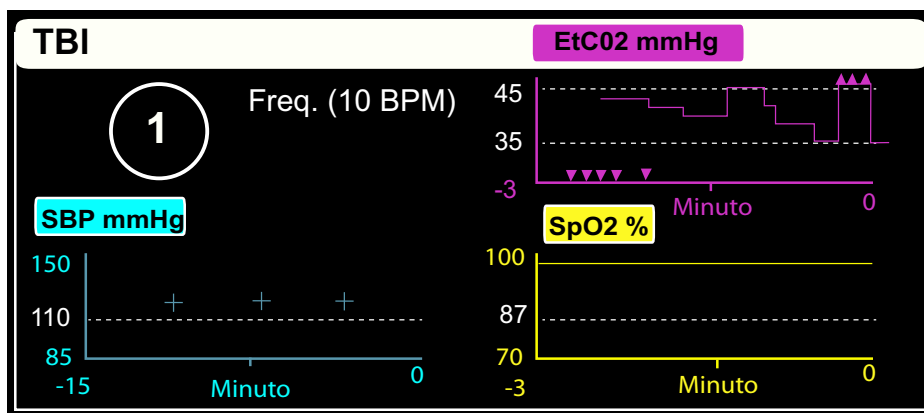 TBI
EtC02 mmHg
1
Freq. (10 BPM)
45
35
-3
Minuto
0
SBP mmHg
150
110
85
-15
Minuto
0
SpO2 %
100
87
70
-3
Minuto
0